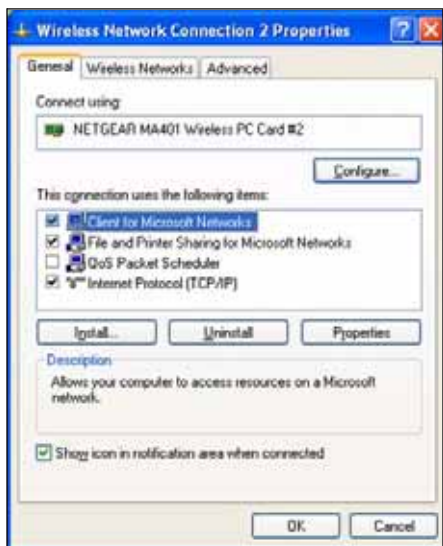 Wireless Network Connection 2 Properties
General
Wireless Networks
Advanced
Connect using:
NETGEAR MA401 Wireless PC Card #2
Configure...
This connection uses the following items:
Client for Microsoft Networks
File and Printer Sharing for Microsoft Networks
QoS Packet Scheduler
Internet Protocol (TCP/IP)
Install...
Uninstall
Properties
Description
Allows your computer to access resources on a Microsoft
network.
Show icon in notification area when connected
OK
Cancel